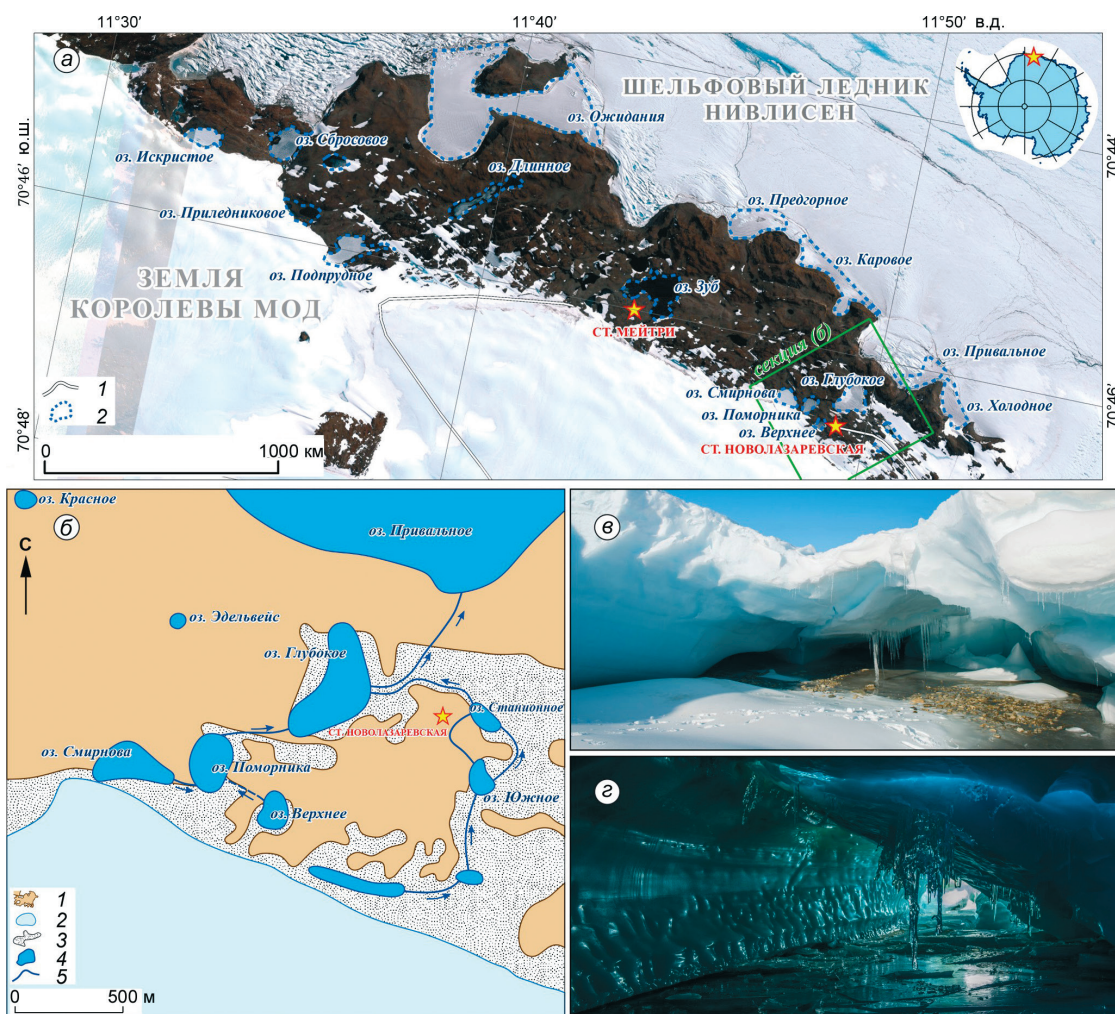 11°30′
11°40′
11°50′ в.д.
а
ШЕЛЬФОВЫЙ ЛЕДНИК
НИВЛИСЕН
оз. Ожидания
оз. Сбросовое
оз. Искристое
70°46′ ю.ш.
70°44′
оз. Длинное
оз. Предгорное
оз. Приледниковое
оз. Каровое
оз. Подпрудное
ЗЕМЛЯ
КОРОЛЕВЫ МОД
оз. Зуб
СТ. МЕЙТРИ
секция (б)
оз. Привальное
оз. Глубокое
оз. Смирнова
оз. Холодное
70°46′
оз. Поморника
оз. Верхнее
СТ. НОВОЛАЗАРЕВСКАЯ
70°48′
1
2
0 1000 км
оз. Красное
б
оз. Привальное
С
оз. Эдельвейс
оз. Глубокое
оз. Станционное
СТ. НОВОЛАЗАРЕВСКАЯ
оз. Смирнова
оз. Поморника
оз. Южное
оз. Верхнее
1
2
3
4
5
0 500 м
в
г